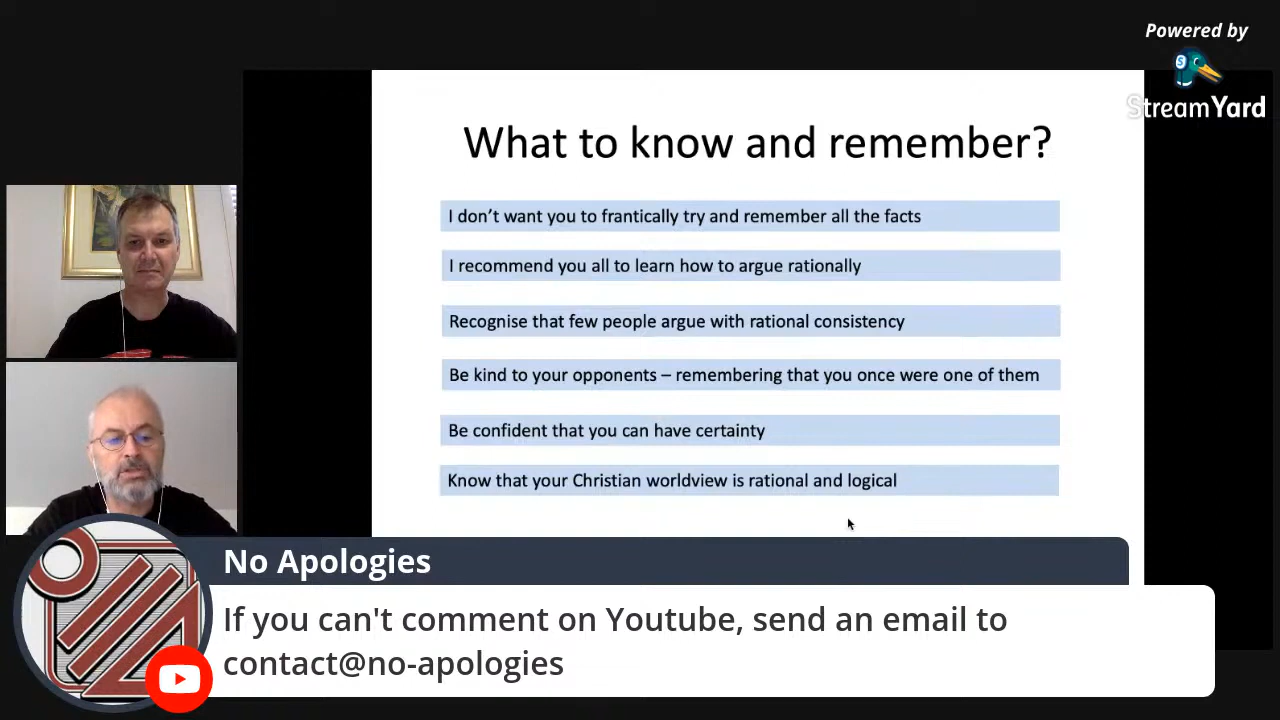 Powered by
StreamYard
What to know and remember?
I don't want you to frantically try and remember all the facts
I recommend you all to learn how to argue rationally
Recognise that few people argue with rational consistency
Be kind to your opponents – remembering that you once were one of them
Be confident that you can have certainty
Know that your Christian worldview is rational and logical
No Apologies
If you can't comment on Youtube, send an email to
contact@no-apologies